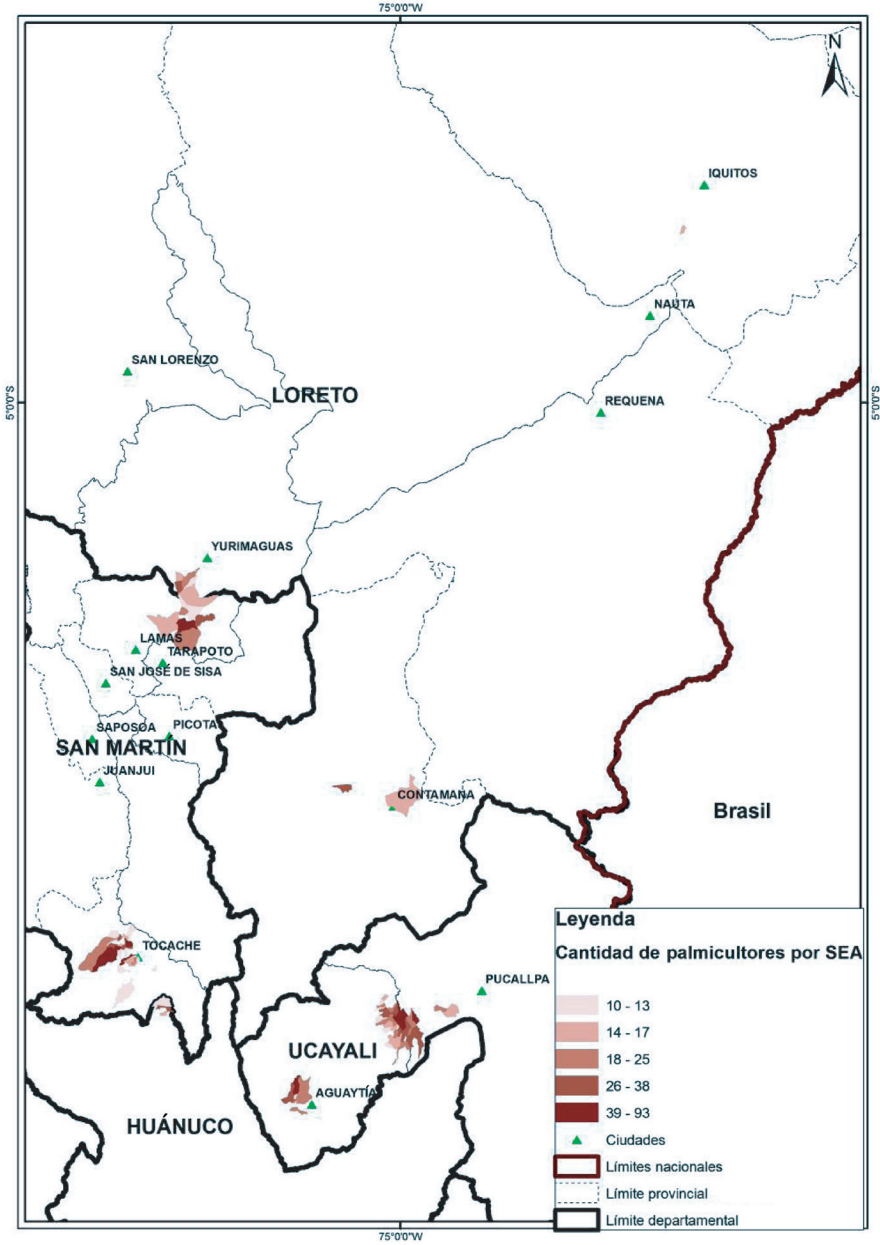 75°0'0"W
N
IQUITOS
NAUTA
SAN LORENZO
LORETO
REQUENA
5°0'0"S
5°0'0"S
YURIMAGUAS
LAMAS
TARAPOTO
SAN JOSÉ DE SISA
SAPOSOA
PICOTA
SAN MARTÍN
JUANJUI
CONTAMANA
Brasil
TOCACHE
PUCALLPA
UCAYALI
AGUAYTÍA
HUÁNUCO
Leyenda
Cantidad de palmicultores por SEA
10 - 13
14 - 17
18 - 25
26 - 38
39 - 93
Ciudades
Límites nacionales
Límite provincial
Límite departamental
75°0'0"W